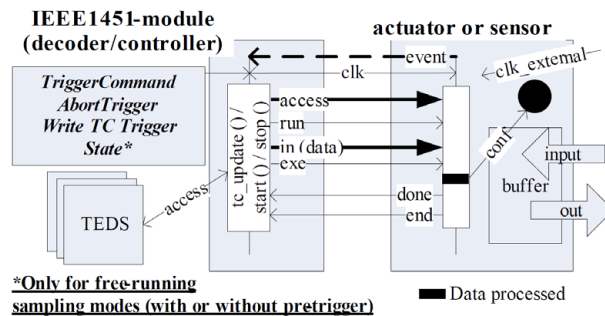 IEEE1451-module
(decoder/controller)
actuator or sensor
TriggerCommand
AbortTrigger
Write TC Trigger
State*
TEDS
access
tc_update () /
start () / stop ()
event
clk
access
run
in (data)
exe
done
end
clk_external
conf
buffer
input
out
*Only for free-running
sampling modes (with or without pretrigger)
Data processed